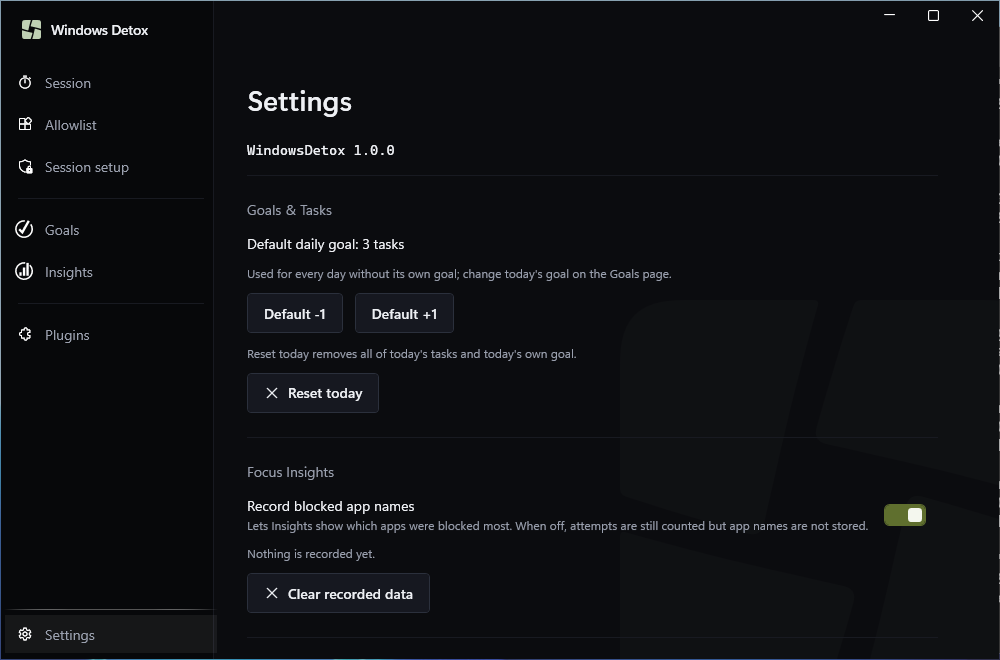 Windows Detox
Session
Allowlist
Session setup
Goals
Insights
Plugins
Settings
Settings
WindowsDetox 1.0.0
Goals & Tasks
Default daily goal: 3 tasks
Used for every day without its own goal; change today's goal on the Goals page.
Default -1
Default +1
Reset today removes all of today's tasks and today's own goal.
Reset today
Focus Insights
Record blocked app names
Lets Insights show which apps were blocked most. When off, attempts are still counted but app names are not stored.
Nothing is recorded yet.
Clear recorded data